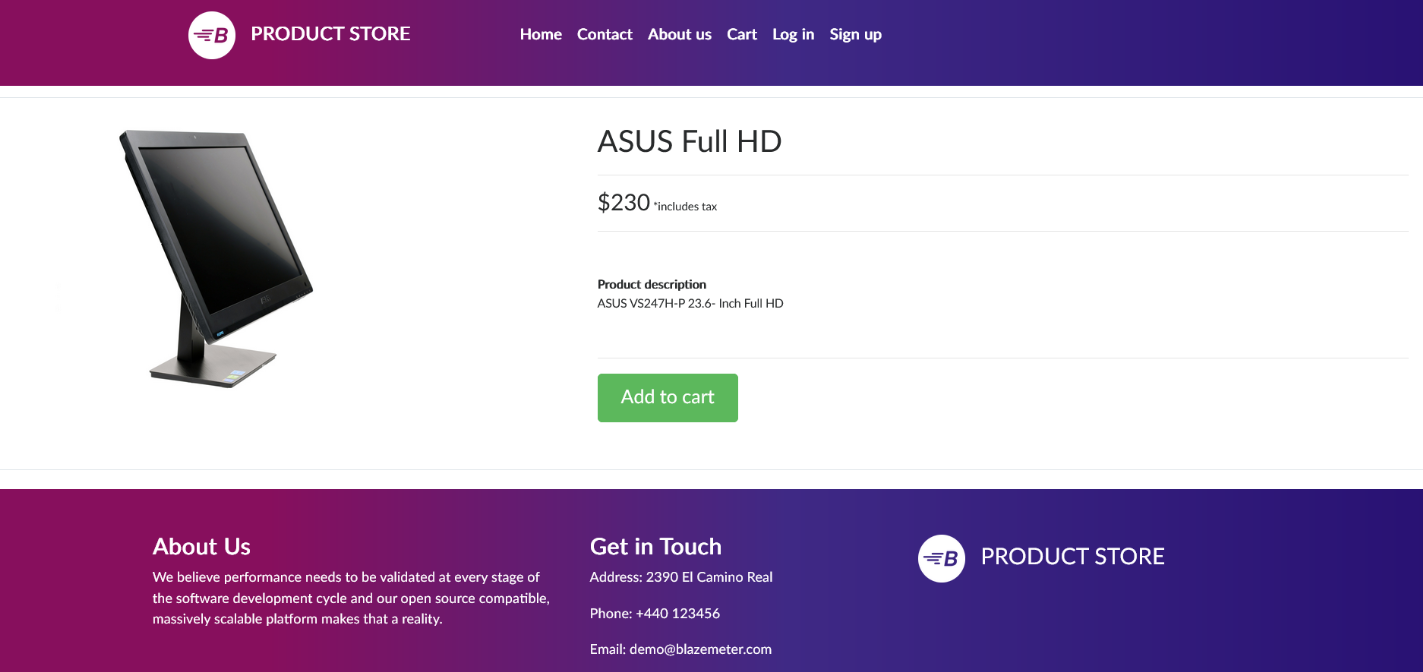 B PRODUCT STORE
Home Contact About us Cart Log in Sign up
ASUS Full HD
$230 *includes tax
Product description
ASUS VS247H-P 23.6- Inch Full HD
Add to cart
About Us
We believe performance needs to be validated at every stage of
the software development cycle and our open source compatible,
massively scalable platform makes that a reality.
Get in Touch
Address: 2390 El Camino Real
Phone: +440 123456
Email: demo@blazemeter.com
B PRODUCT STORE